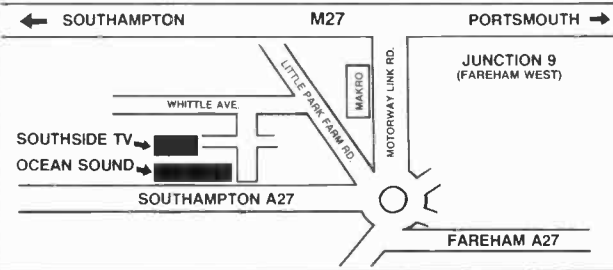 SOUTHAMPTON
M27
PORTSMOUTH
JUNCTION 9
(FAREHAM WEST)
LITTLE PARK FARM RD.
MAKRO
MOTORWAY LINK RD.
WHITTLE AVE.
SOUTHSIDE TV
OCEAN SOUND
SOUTHAMPTON A27
FAREHAM A27